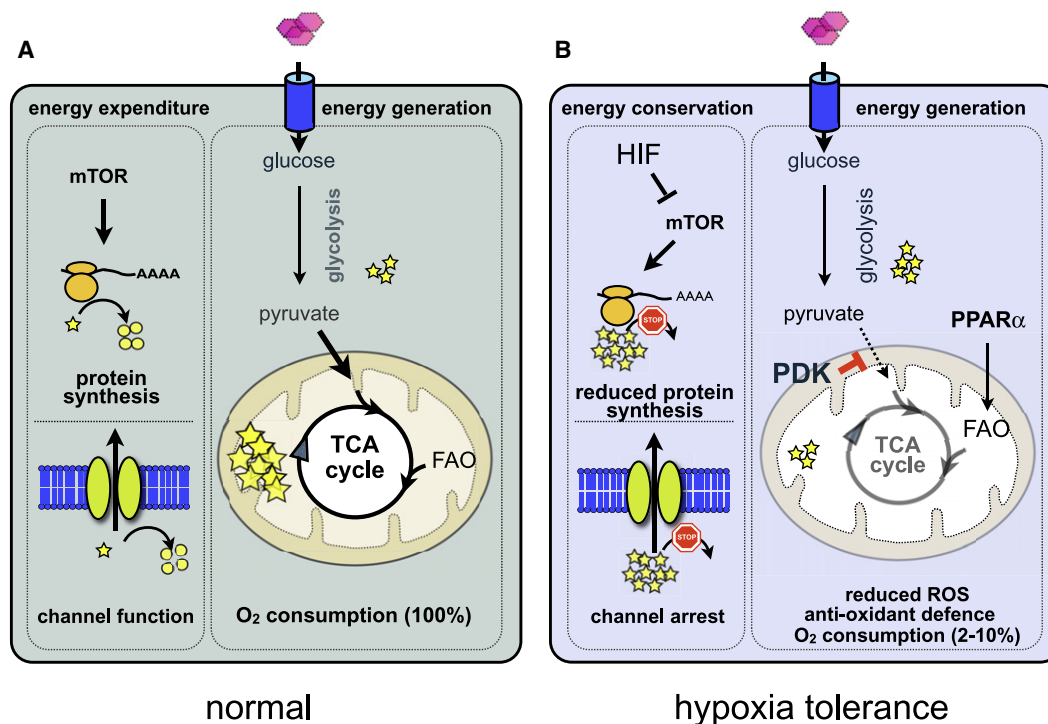 A
energy expenditure
energy generation
mTOR
AAAA
protein
synthesis
channel function
glucose
glycolysis
pyruvate
TCA
cycle
FAO
O₂ consumption (100%)
normal
B
energy conservation
energy generation
HIF
mTOR
AAAA
STOP
reduced protein
synthesis
STOP
channel arrest
glucose
glycolysis
pyruvate
PPARα
PDK
FAO
TCA
cycle
reduced ROS
anti-oxidant defence
O₂ consumption (2-10%)
hypoxia tolerance